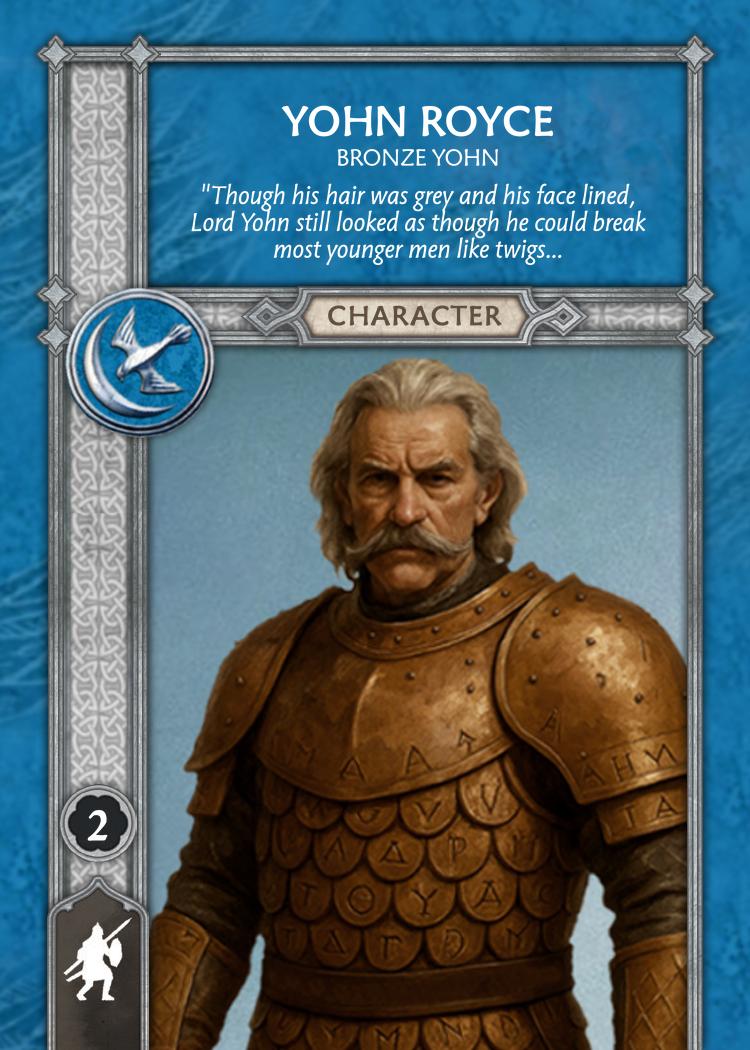 YOHN ROYCE
BRONZE YOHN
"Though his hair was grey and his face lined,
Lord Yohn still looked as though he could break
most younger men like twigs...
CHARACTER
2